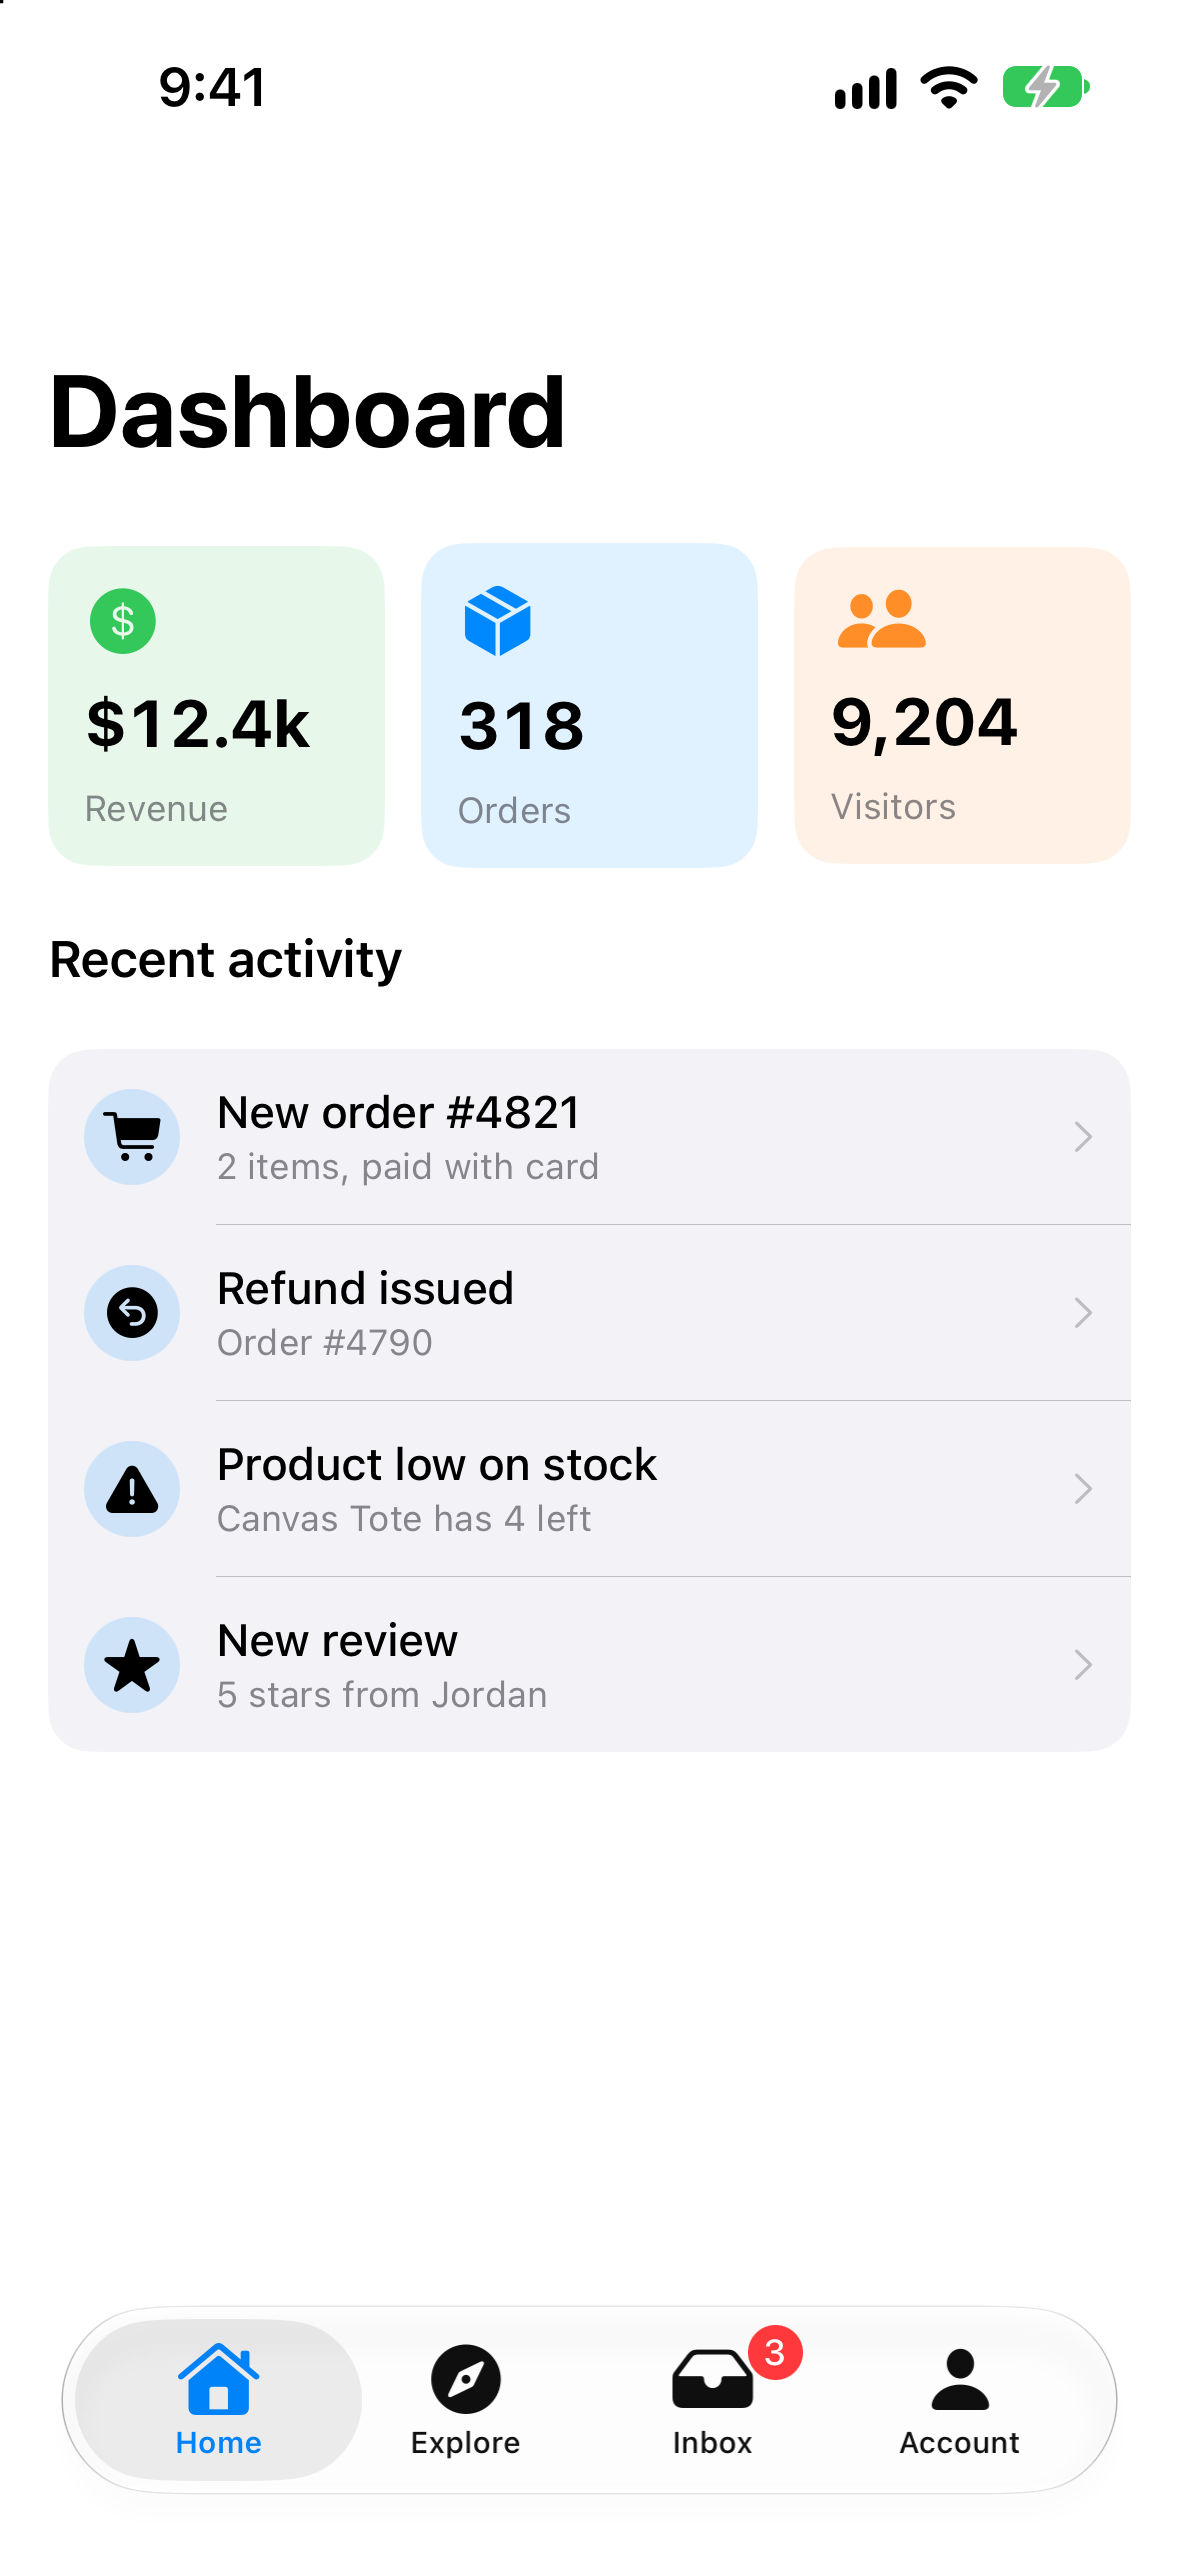 9:41
Dashboard
$12.4k
Revenue
318
Orders
9,204
Visitors
Recent activity
New order #4821
2 items, paid with card
Refund issued
Order #4790
Product low on stock
Canvas Tote has 4 left
New review
5 stars from Jordan
Home
Explore
3
Inbox
Account